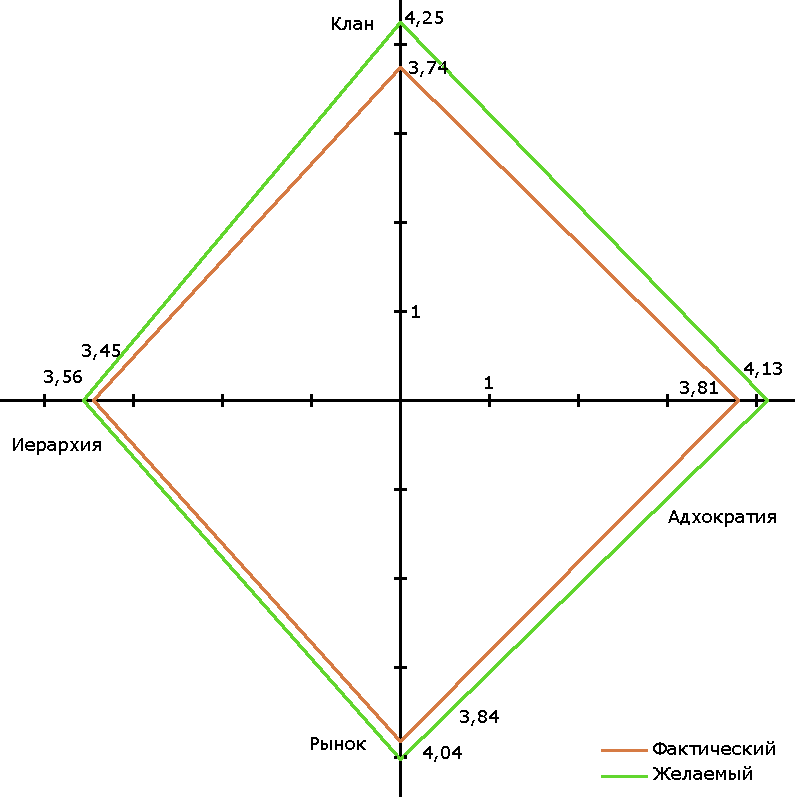 Клан
4,25
3,74
1
3,45
3,56
1
4,13
3,81
Иерархия
Адхократия
3,84
Рынок
4,04
Фактический
Желаемый